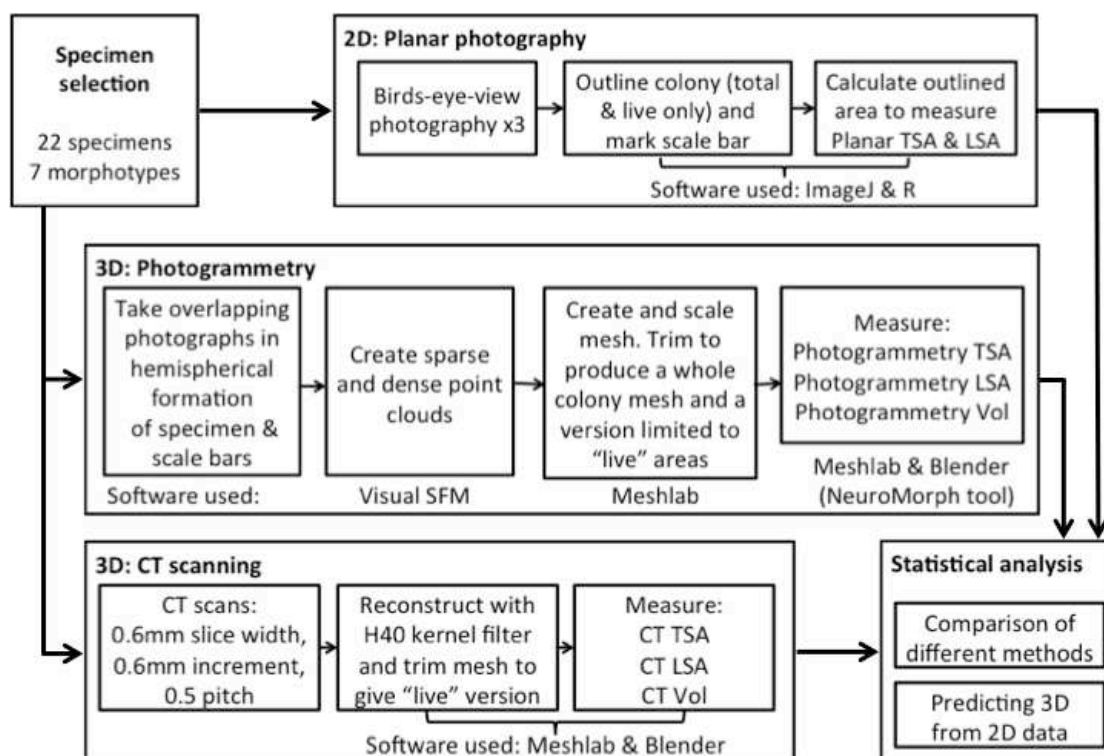 Specimen
selection
22 specimens
7 morphotypes
2D: Planar photography
Birds-eye-view
photography x3
Outline colony (total
& live only) and
mark scale bar
Calculate outlined
area to measure
Planar TSA & LSA
Software used: ImageJ & R
3D: Photogrammetry
Take overlapping
photographs in
hemispherical
formation
of specimen &
scale bars
Create sparse
and dense point
clouds
Create and scale
mesh. Trim to
produce a whole
colony mesh and a
version limited to
“live” areas
Measure:
Photogrammetry TSA
Photogrammetry LSA
Photogrammetry Vol
Software used:
Visual SFM
Meshlab
Meshlab & Blender
(NeuroMorph tool)
3D: CT scanning
CT scans:
0.6mm slice width,
0.6mm increment,
0.5 pitch
Reconstruct with
H40 kernel filter
and trim mesh to
give “live” version
Measure:
CT TSA
CT LSA
CT Vol
Software used: Meshlab & Blender
Statistical analysis
Comparison of
different methods
Predicting 3D
from 2D data